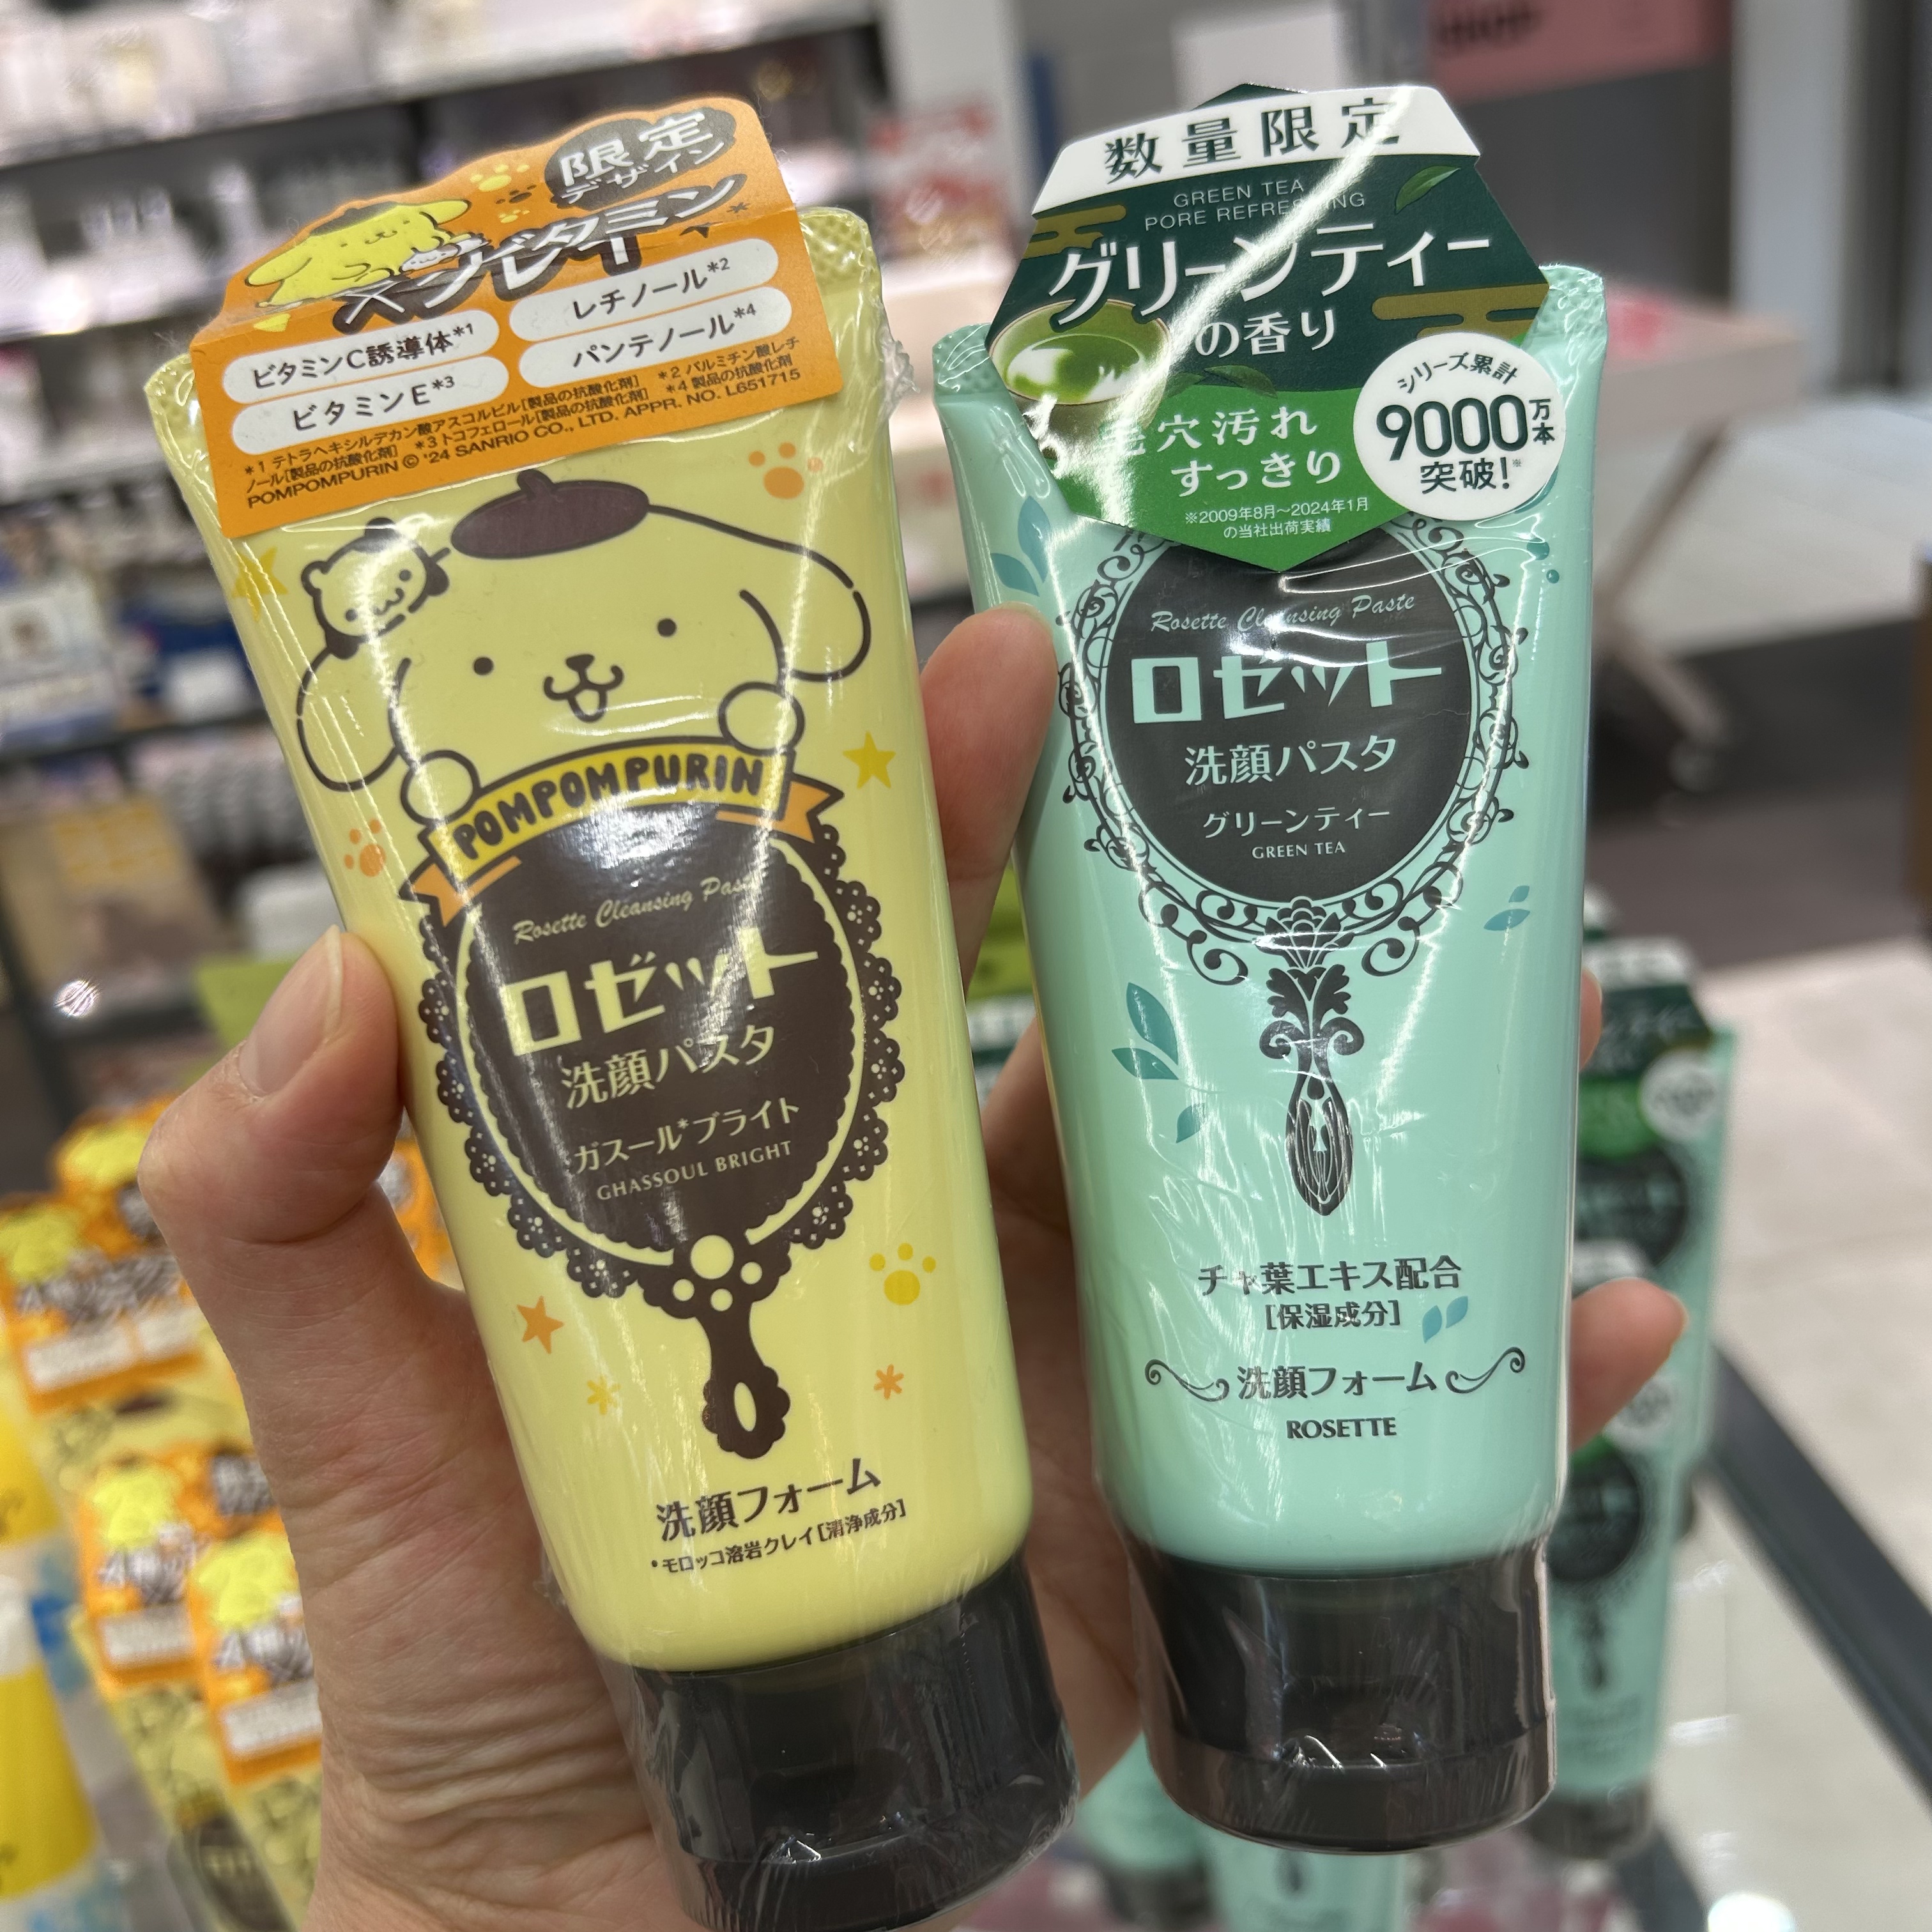 限定
デザイン
ビタミン
×クレイ
ビタミンC誘導体*1
レチノール*2
ビタミンE*3
パンテノール*4
*1 テトラヘキシルデカン酸アスコルビル[製品の抗酸化剤] *2 パルミチン酸レチ
ノール[製品の抗酸化剤] *3 トコフェロール[製品の抗酸化剤] *4 製品の抗酸化剤
POMPOMPURIN © '24 SANRIO CO., LTD. APPR. NO. L651715
POMPOMPURIN
Rosette Cleansing Paste
ロゼット
洗顔パスタ
ガスール*ブライト
GHASSOUL BRIGHT
洗顔フォーム
*モロッコ溶岩クレイ[清浄成分]
数量限定
GREEN TEA
PORE REFRESHING
グリーンティー
の香り
毛穴汚れ
すっきり
シリーズ累計
9000万本
突破!※
※2009年8月~2024年1月
の当社出荷実績
Rosette Cleansing Paste
ロゼット
洗顔パスタ
グリーンティー
GREEN TEA
チャ葉エキス配合
[保湿成分]
洗顔フォーム
ROSETTE